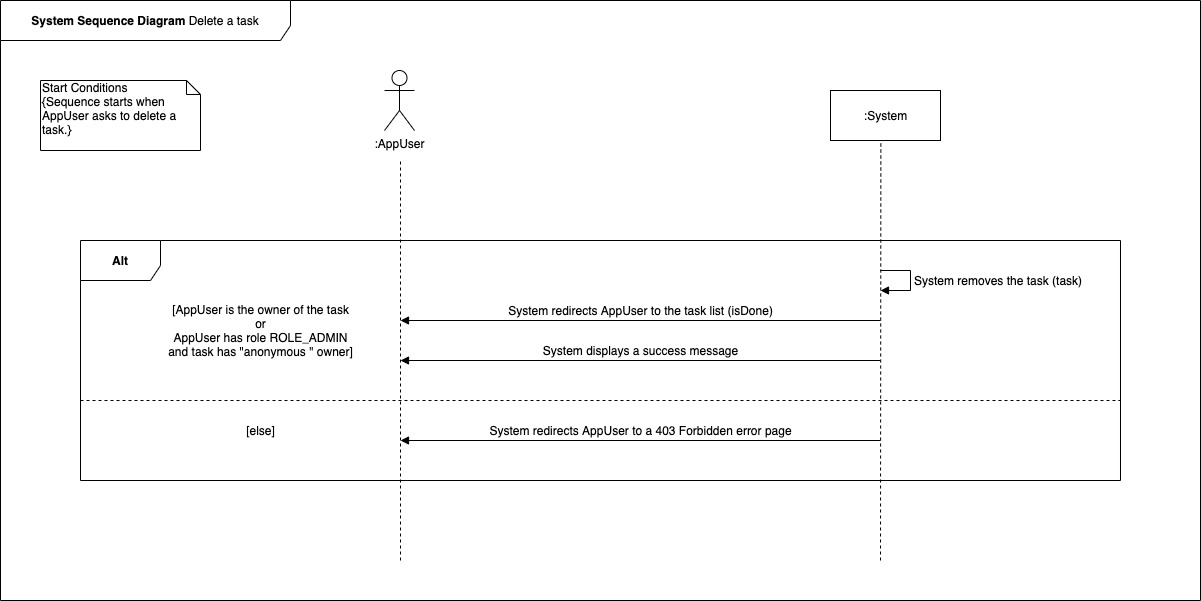 System Sequence Diagram Delete a task
Start Conditions
{Sequence starts when
AppUser asks to delete a
task.}
:AppUser
:System
Alt
System removes the task (task)
[AppUser is the owner of the task
or
AppUser has role ROLE_ADMIN
and task has "anonymous " owner]
System redirects AppUser to the task list (isDone)
System displays a success message
[else]
System redirects AppUser to a 403 Forbidden error page